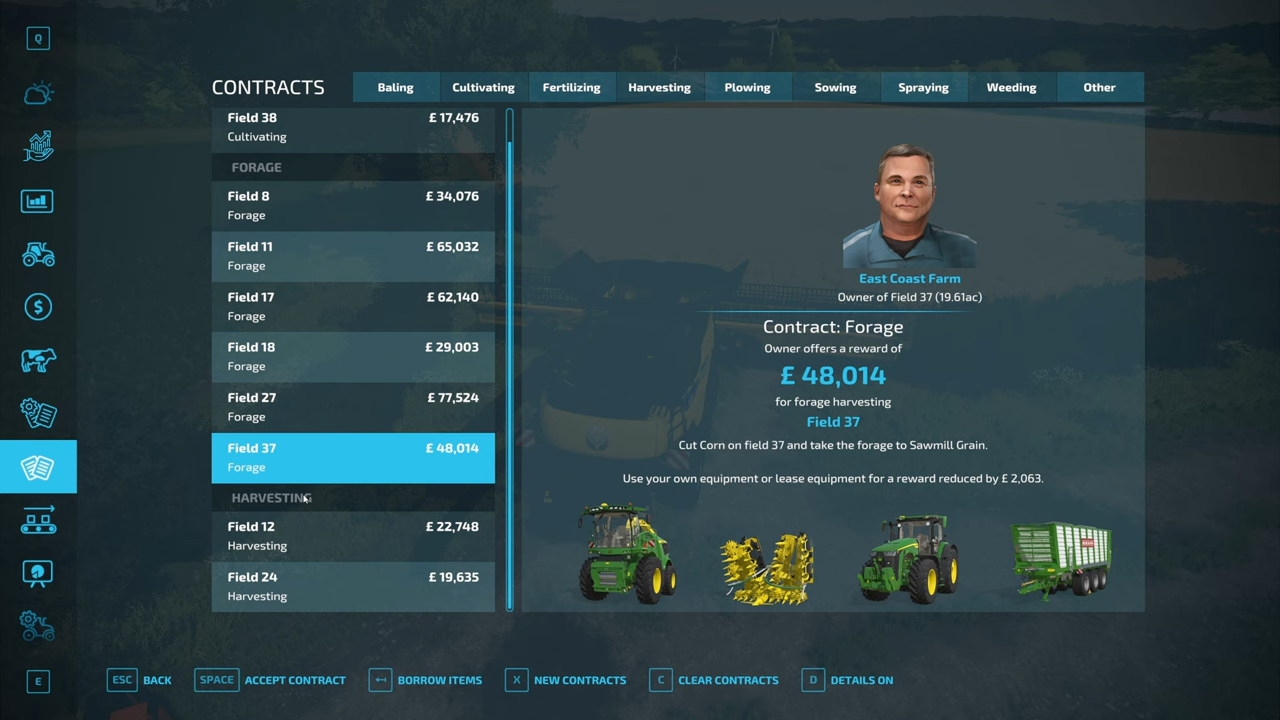 Q
CONTRACTS
Baling
Cultivating
Fertilizing
Harvesting
Plowing
Sowing
Spraying
Weeding
Other
Field 38 £ 17,476
Cultivating
FORAGE
Field 8 £ 34,076
Forage
Field 11 £ 65,032
Forage
Field 17 £ 62,140
Forage
Field 18 £ 29,003
Forage
Field 27 £ 77,524
Forage
Field 37 £ 48,014
Forage
HARVESTING
Field 12 £ 22,748
Harvesting
Field 24 £ 19,635
Harvesting
East Coast Farm
Owner of Field 37 (19.61ac)
Contract: Forage
Owner offers a reward of
£ 48,014
for forage harvesting
Field 37
Cut Corn on field 37 and take the forage to Sawmill Grain.
Use your own equipment or lease equipment for a reward reduced by £ 2,063.
E
ESC BACK
SPACE ACCEPT CONTRACT
BORROW ITEMS
X NEW CONTRACTS
C CLEAR CONTRACTS
D DETAILS ON